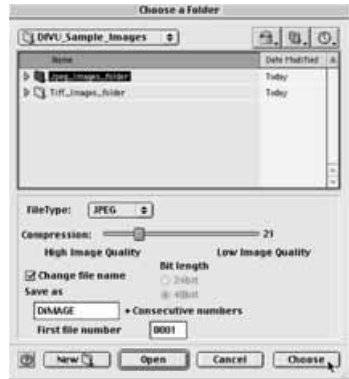 Choose a Folder
DIVU_Sample_Images
Name Date Modified
Jpeg_Images_folder Today
Tiff_Images_folder Today
FileType: JPEG
Compression: 21
High Image Quality Low Image Quality
Bit length
Change file name
24bit
Save as
48bit
DiMAGE + Consecutive numbers
First file number 0001
New Open Cancel Choose